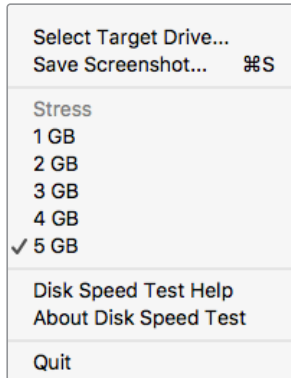 Select Target Drive...
Save Screenshot... ⌘S
Stress
1 GB
2 GB
3 GB
4 GB
✓ 5 GB
Disk Speed Test Help
About Disk Speed Test
Quit